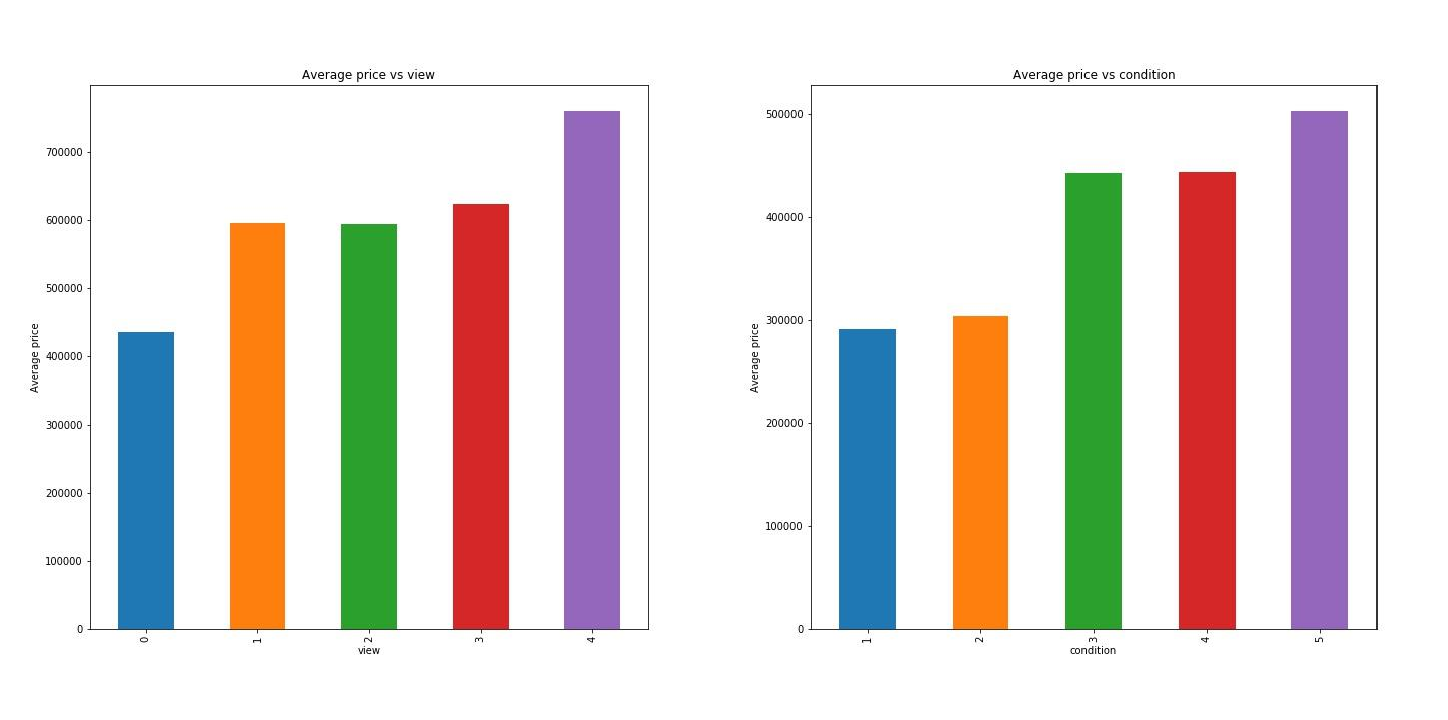 Average price vs view
Average price
700000
600000
500000
400000
300000
200000
100000
0
0 1 2 3 4
view
Average price vs condition
Average price
500000
400000
300000
200000
100000
0
1 2 3 4 5
condition